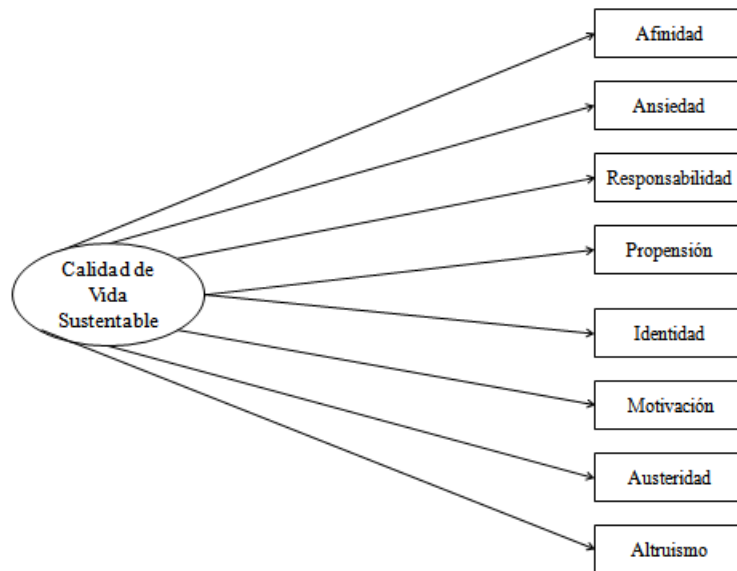 Afinidad
Ansiedad
Responsabilidad
Propensión
Calidad de
Vida
Sustentable
Identidad
Motivación
Austeridad
Altruismo